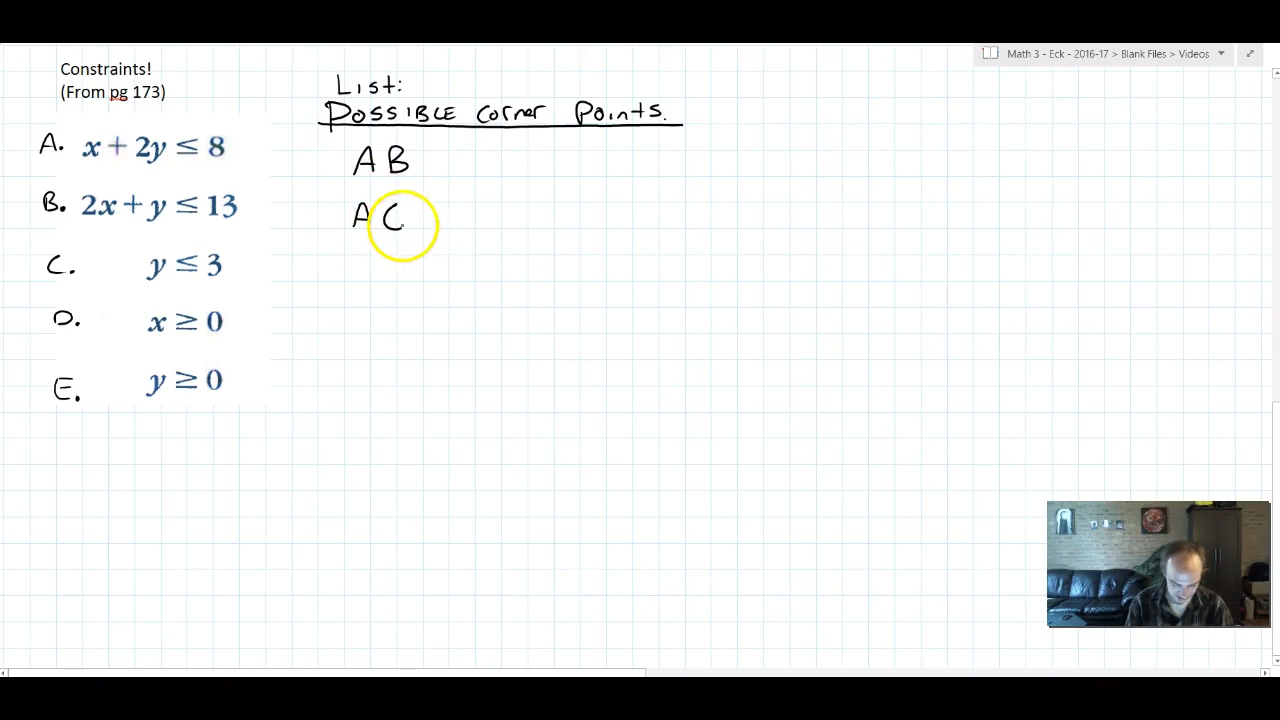 Math 3 - Eck - 2016-17 > Blank Files > Videos
Constraints!
(From pg 173)
A. x + 2y ≤ 8
B. 2x + y ≤ 13
C. y ≤ 3
D. x ≥ 0
E. y ≥ 0
List:
Possible Corner Points.
A B
A C